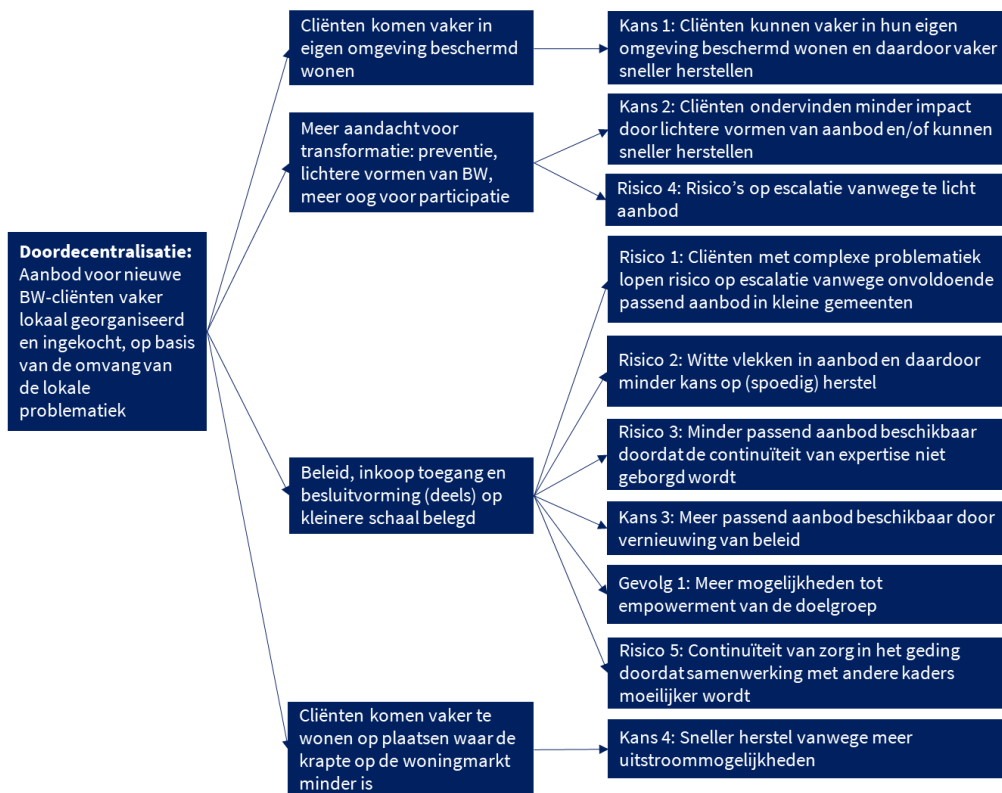 Doordecentralisatie:
Aanbod voor nieuwe
BW-cliënten vaker
lokaal georganiseerd
en ingekocht, op basis
van de omvang van
de lokale
problematiek
Cliënten komen vaker in
eigen omgeving beschermd
wonen
Meer aandacht voor
transformatie: preventie,
lichtere vormen van BW,
meer oog voor participatie
Beleid, inkoop toegang en
besluitvorming (deels) op
kleinere schaal belegd
Cliënten komen vaker te
wonen op plaatsen waar de
krapte op de woningmarkt
minder is
Kans 1: Cliënten kunnen vaker in hun eigen
omgeving beschermd wonen en daardoor vaker
sneller herstellen
Kans 2: Cliënten ondervinden minder impact
door lichtere vormen van aanbod en/of kunnen
sneller herstellen
Risico 4: Risico’s op escalatie vanwege te licht
aanbod
Risico 1: Cliënten met complexe problematiek
lopen risico op escalatie vanwege onvoldoende
passend aanbod in kleine gemeenten
Risico 2: Witte vlekken in aanbod en daardoor
minder kans op (spoedig) herstel
Risico 3: Minder passend aanbod beschikbaar
doordat de continuïteit van expertise niet
geborgd wordt
Kans 3: Meer passend aanbod beschikbaar door
vernieuwing van beleid
Gevolg 1: Meer mogelijkheden tot
empowerment van de doelgroep
Risico 5: Continuïteit van zorg in het geding
doordat samenwerking met andere kaders
moeilijker wordt
Kans 4: Sneller herstel vanwege meer
uitstroommogelijkheden